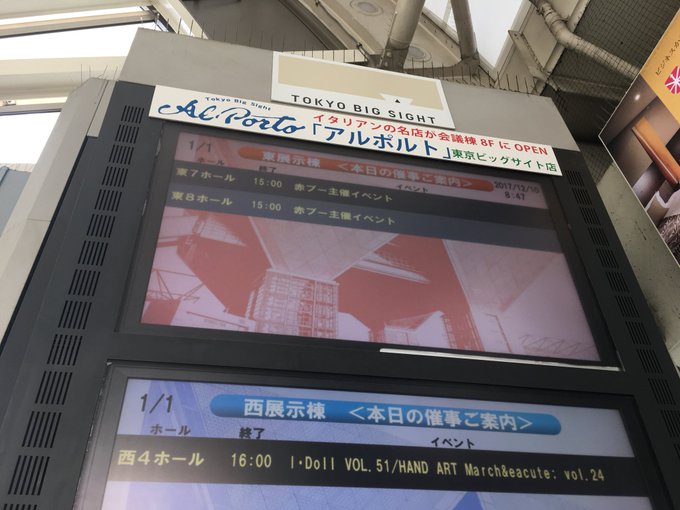 TOKYO BIG SIGHT
Tokyo Big Sight
Al Porto「アルポルト」東京ビッグサイト店
イタリアンの名店が会議棟 8F に OPEN
1/1 東展示棟 <本日の催事ご案内> 2017/12/10
ホール 終了 イベント 8:47
東7ホール 15:00 赤ブー主催イベント
東8ホール 15:00 赤ブー主催イベント
1/1 西展示棟 <本日の催事ご案内>
ホール 終了 イベント
西4ホール 16:00 I・Doll VOL.51/HAND ART March&eacute: vol.24